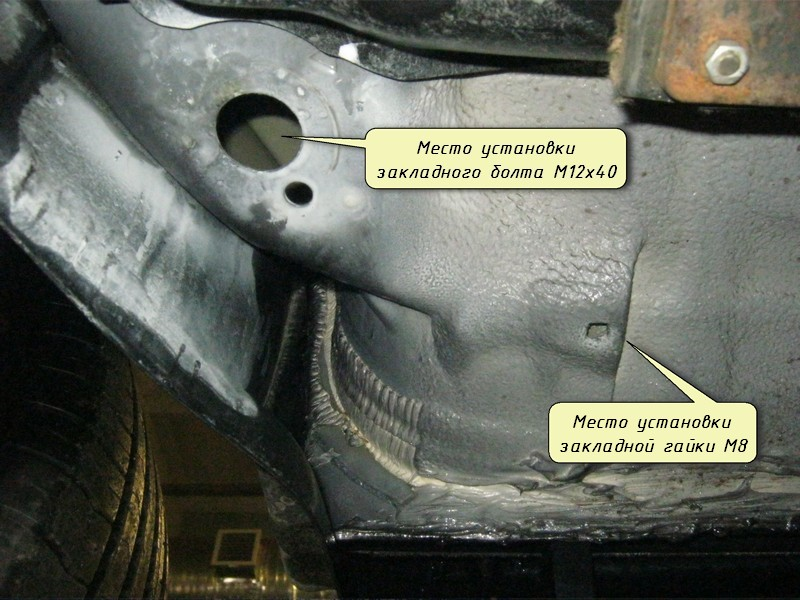 Место установки
закладного болта М12х40
Место установки
закладной гайки М8